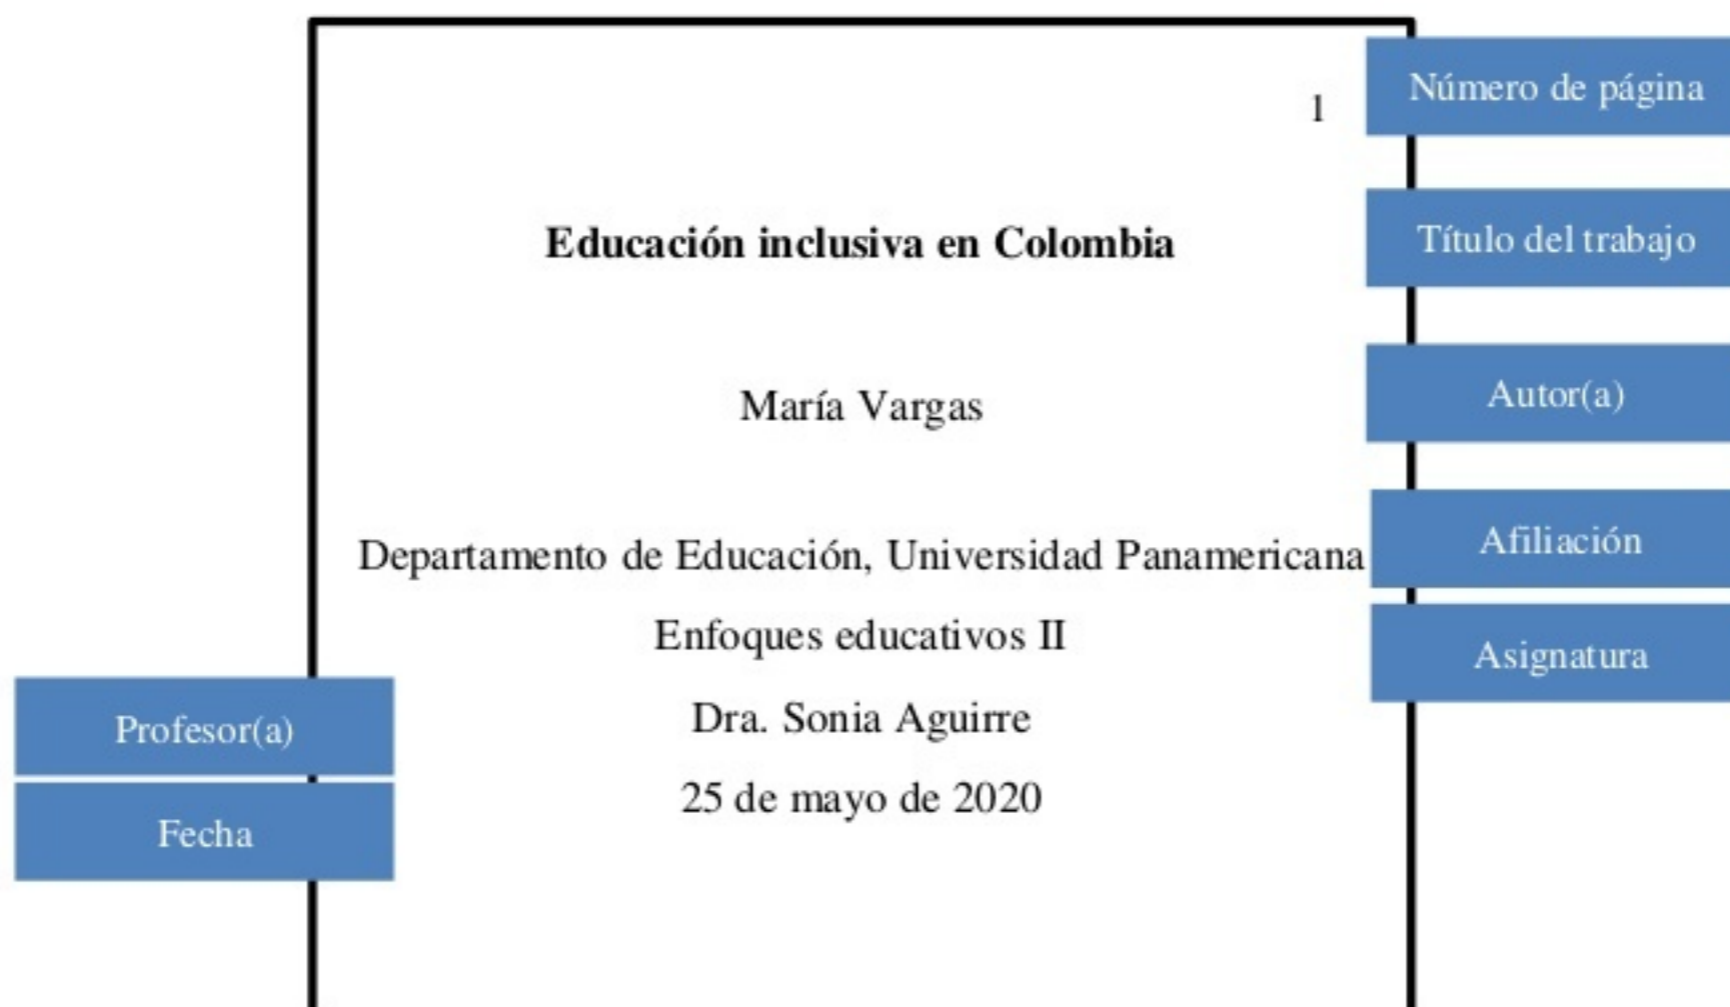 Número de página
1
Título del trabajo
Educación inclusiva en Colombia
Autor(a)
María Vargas
Afiliación
Departamento de Educación, Universidad Panamericana
Enfoques educativos II
Asignatura
Profesor(a)
Dra. Sonia Aguirre
25 de mayo de 2020
Fecha